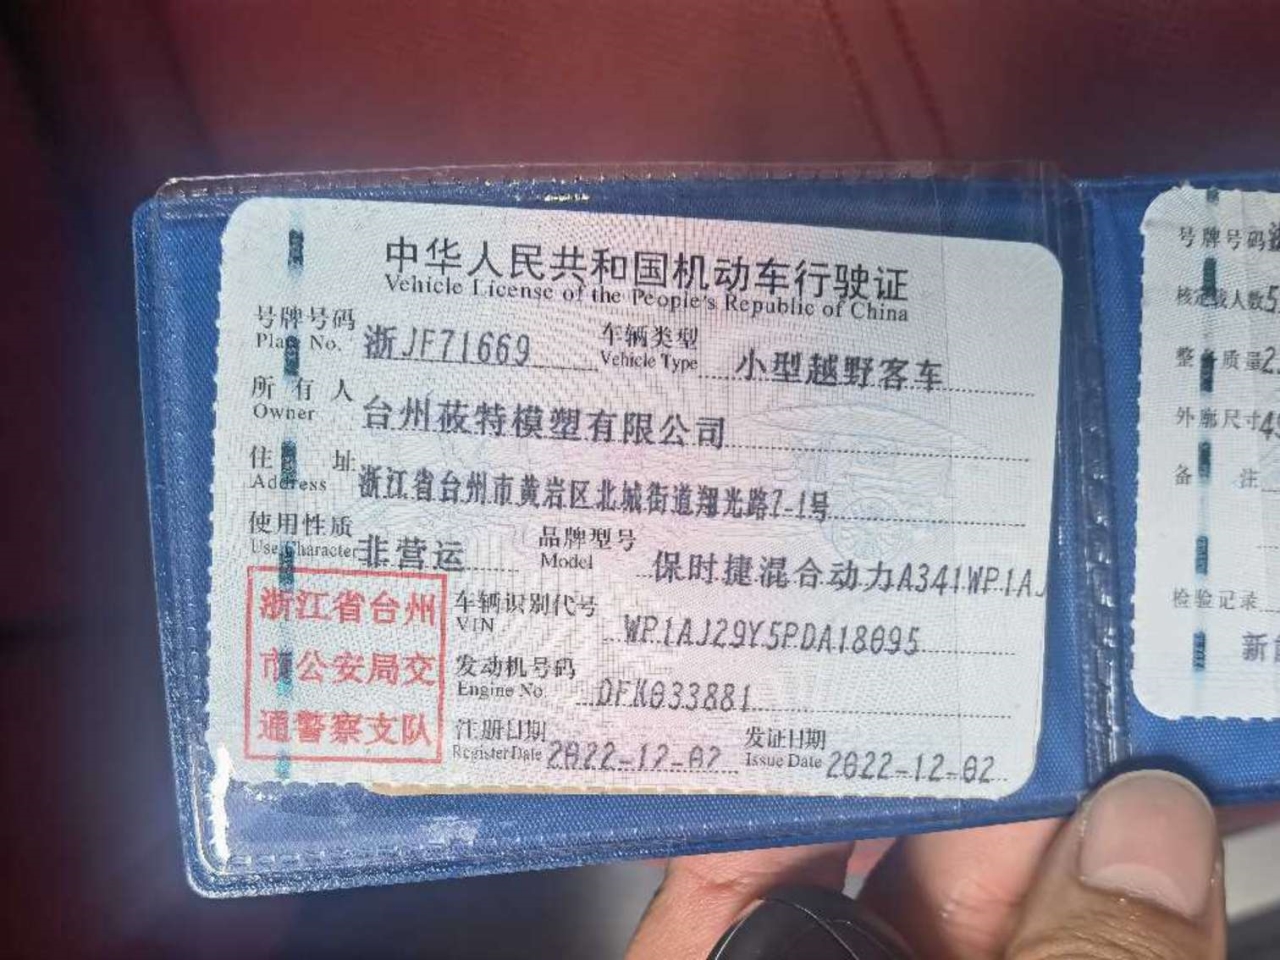 中华人民共和国机动车行驶证
Vehicle License of the People's Republic of China
号牌号码 浙JF71669 车辆类型 小型越野客车
Plate No. Vehicle Type
所有人 台州莜特模塑有限公司
Owner
住址 浙江省台州市黄岩区北城街道翔光路7-1号
Address
使用性质 非营运 品牌型号 保时捷混合动力A341WP1AJ
Use Character Model
浙江省台州
市公安局交
通警察支队
车辆识别代号 WP1AJ29Y5PDA18095
VIN
发动机号码 DFK033881
Engine No.
注册日期 2022-12-02 发证日期 2022-12-02
Register Date Issue Date
号牌号码
核定载人数 5
整备质量 2
外廓尺寸 4
备注
检验记录
新